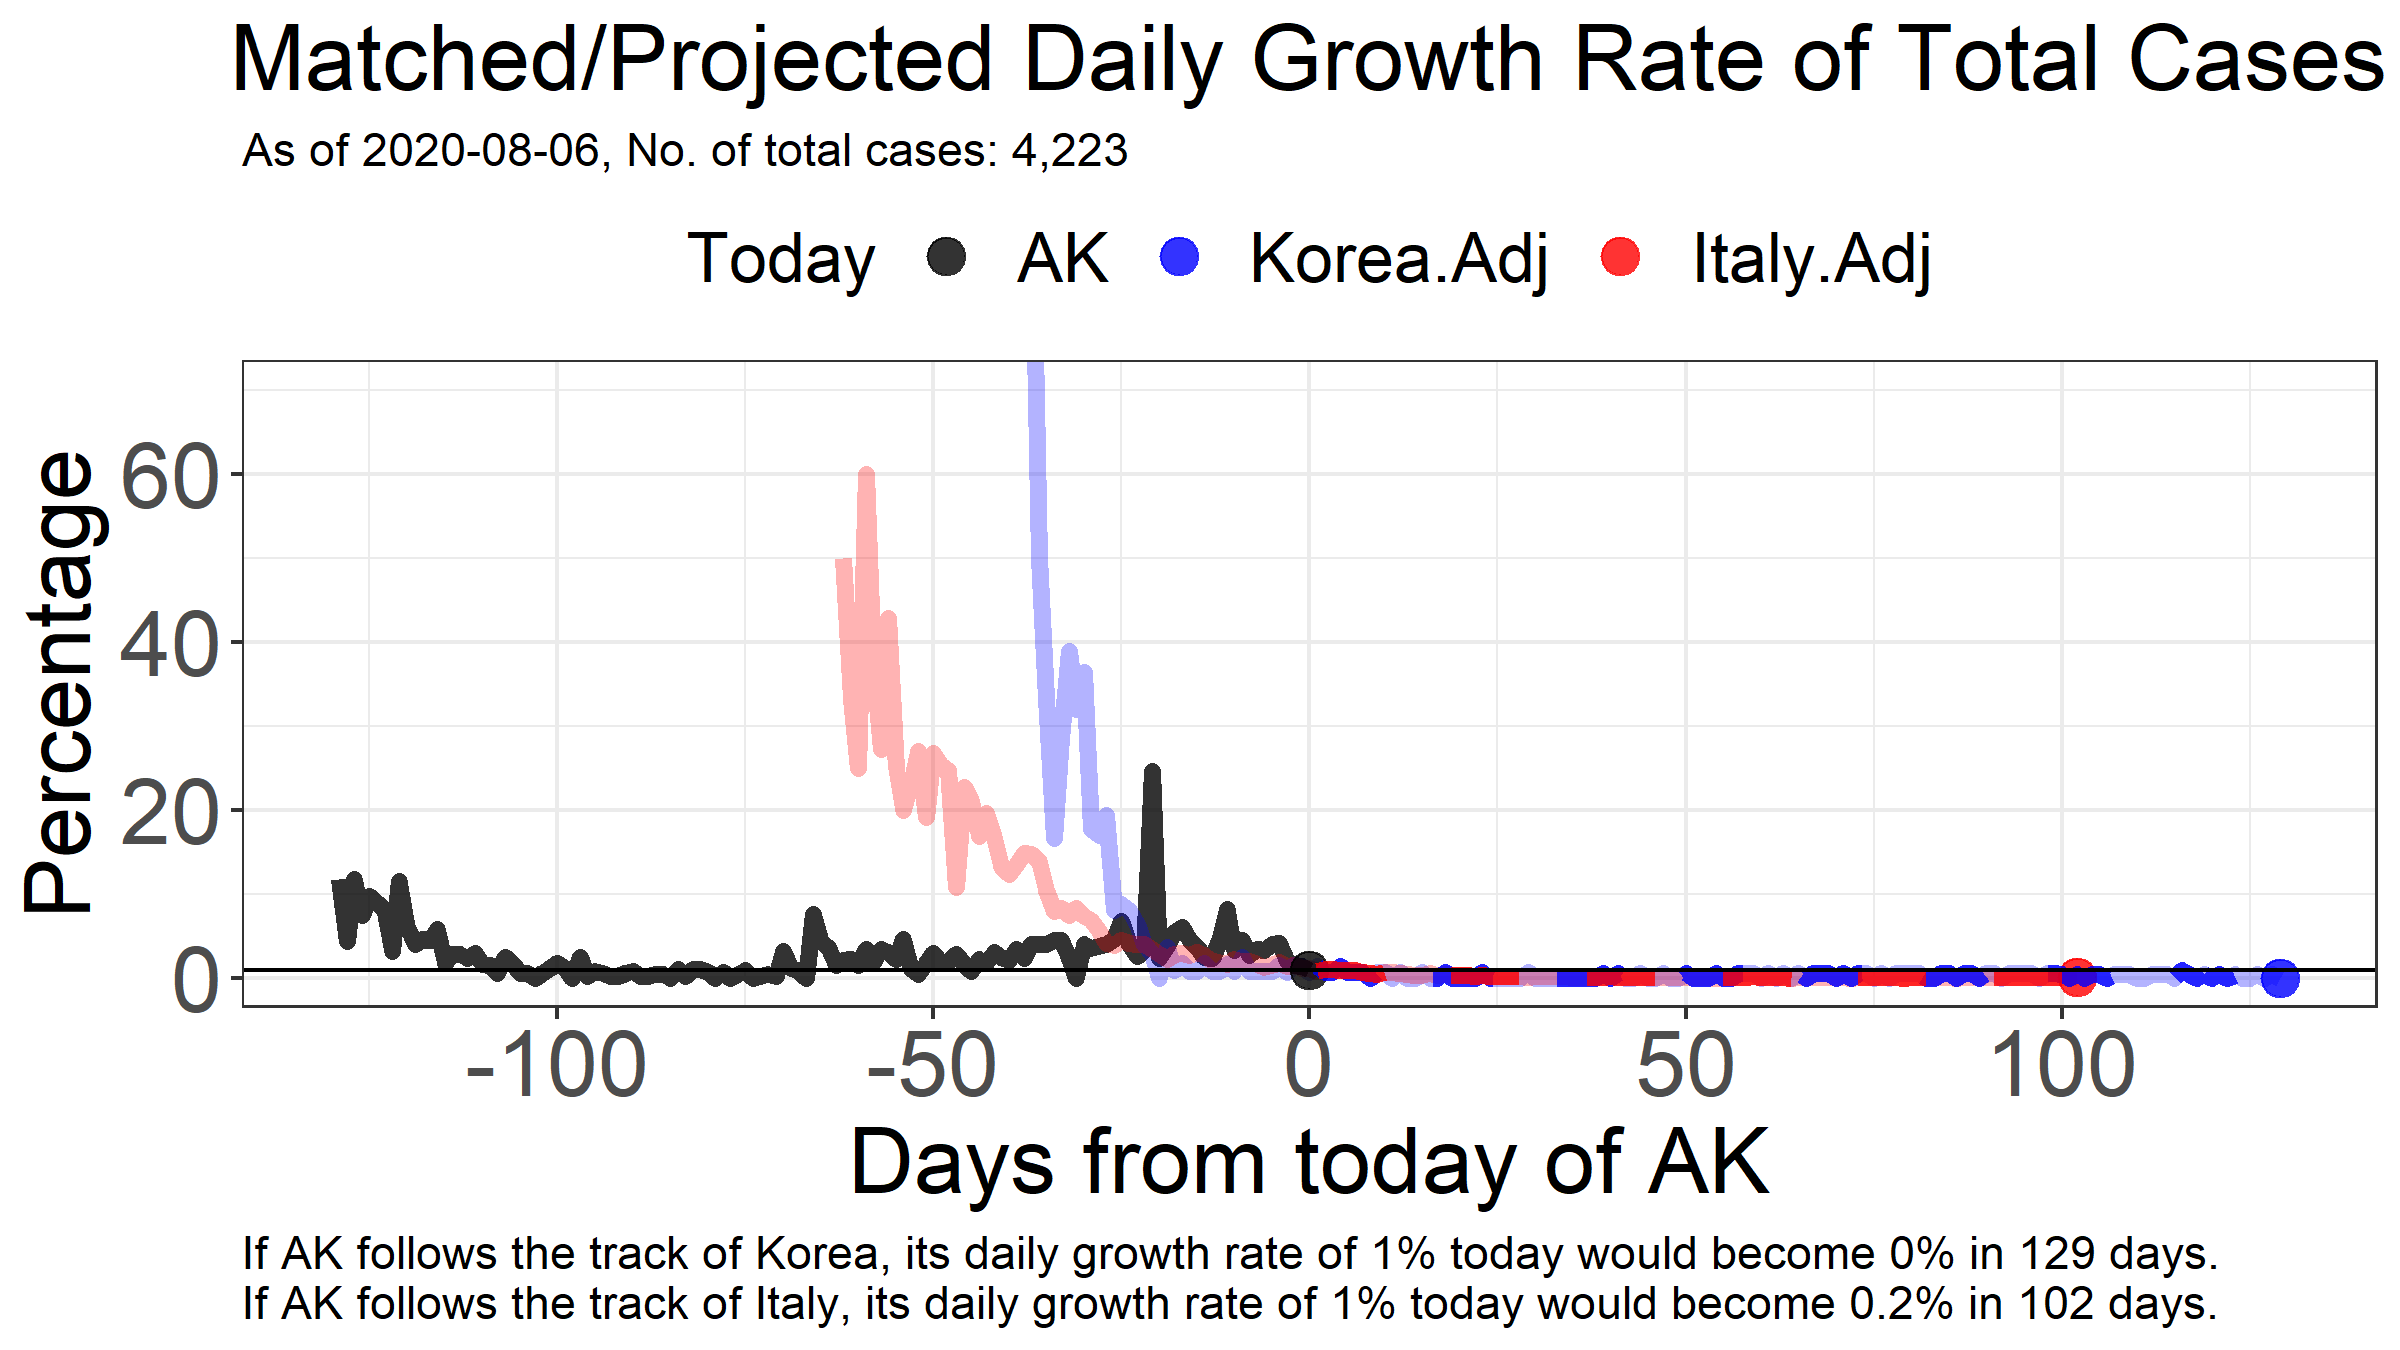 Matched/Projected Daily Growth Rate of Total Cases
As of 2020-08-06, No. of total cases: 4,223
Today AK Korea.Adj Italy.Adj
Percentage
60
40
20
0
-100 -50 0 50 100
Days from today of AK
If AK follows the track of Korea, its daily growth rate of 1% today would become 0% in 129 days.
If AK follows the track of Italy, its daily growth rate of 1% today would become 0.2% in 102 days.